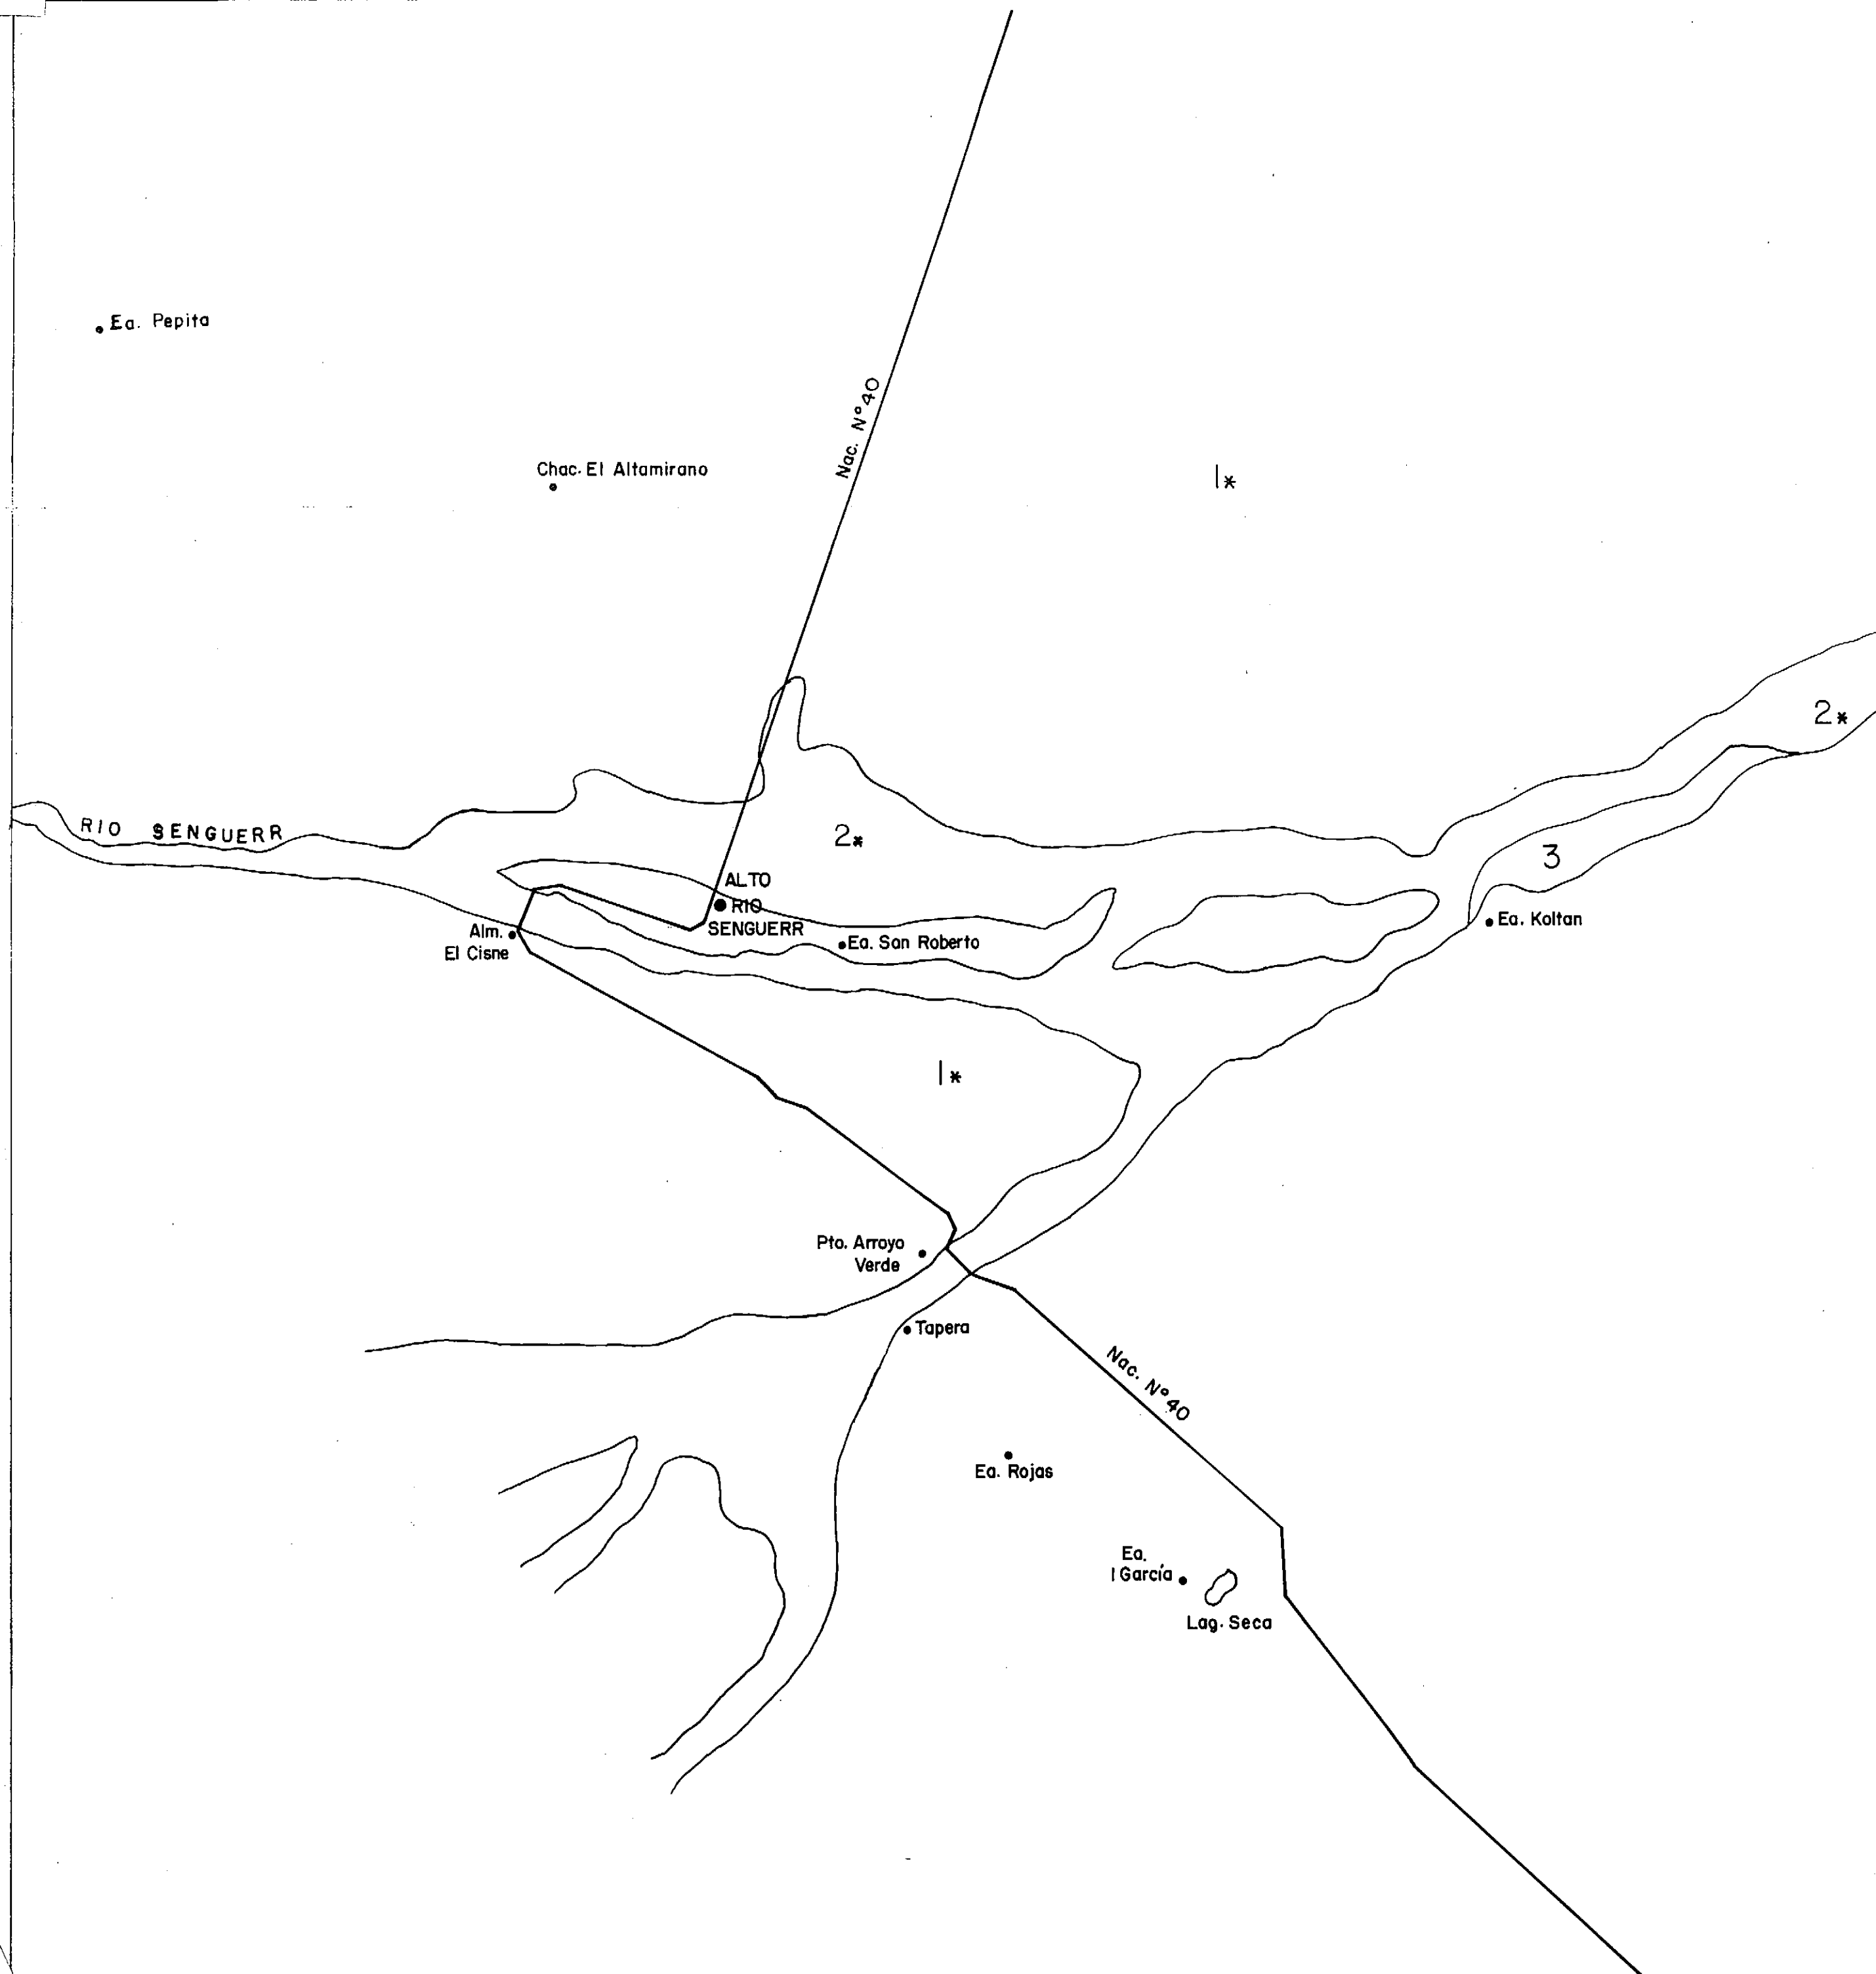 Ea. Pepita
Nac. N°40
Chac. El Altamirano
1*
2*
RIO SENGUERR
2*
3
ALTO
RIO
SENGUERR
Ea. Koltan
Alm.
El Cisne
Ea. San Roberto
1*
Pto. Arroyo
Verde
Tapera
Nac. N°40
Ea. Rojas
Ea.
I García
Lag. Seca